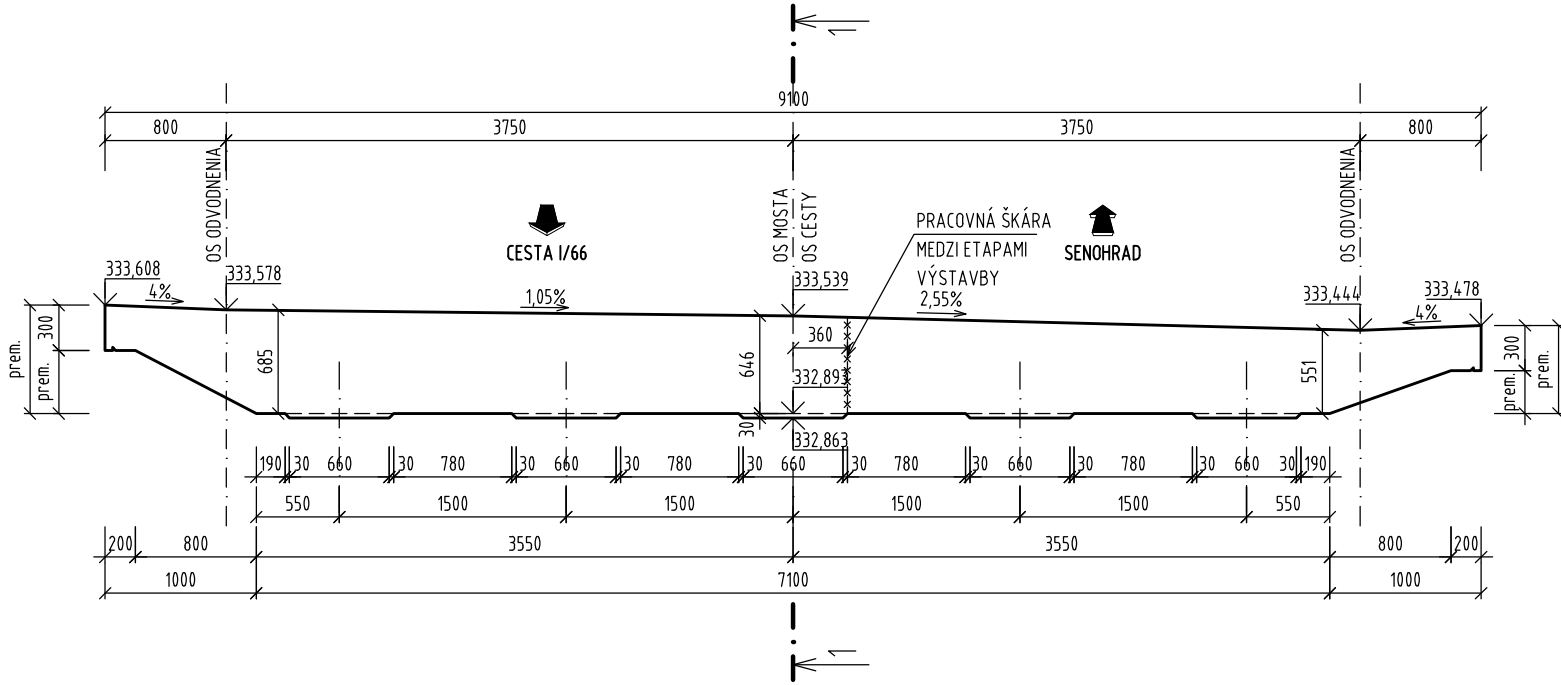 1
9100
800 3750 3750 800
OS ODVODNENIA
OS MOSTA
OS CESTY
OS ODVODNENIA
CESTA I/66
PRACOVNÁ ŠKÁRA
MEDZI ETAPAMI
VÝSTAVBY
SENOHRAD
333,608
333,578
333,539
333,444
333,478
4%
1,05%
2,55%
4%
prem.
prem. 300
685
646
360
551
300
prem.
prem.
332,893
30
332,863
190 30 660 30 780 30 660 30 780 30 660 30 780 30 660 30 780 30 660 30 190
550 1500 1500 1500 1500 550
200 800 3550 3550 800 200
1000 7100 1000
1